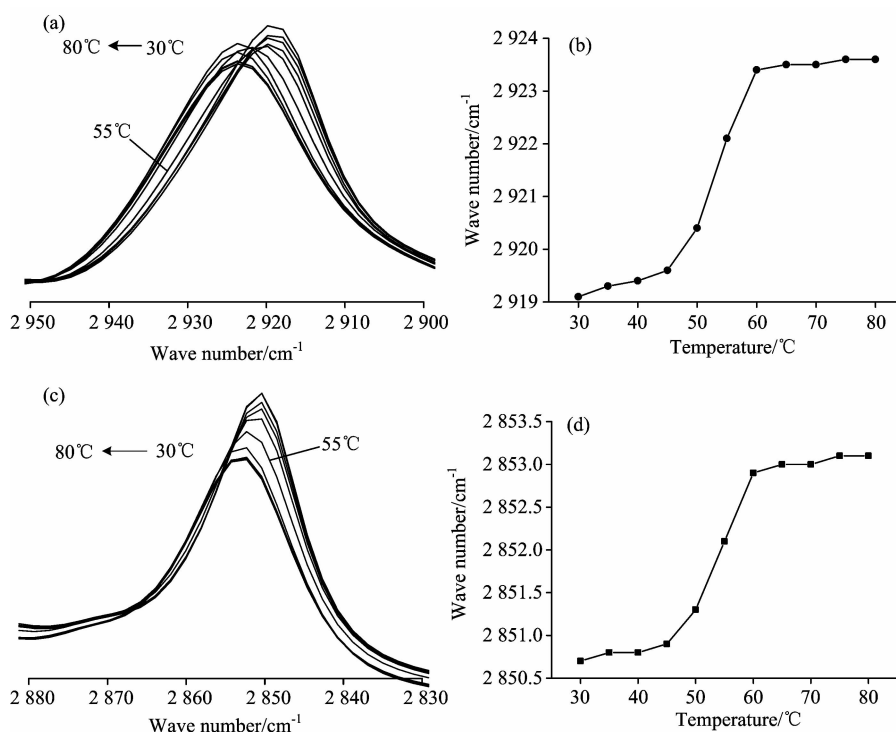 (a)
80℃ 30℃
55℃
2 950 2 940 2 930 2 920 2 910 2 900
Wave number/cm⁻¹
(b)
Wave number/cm⁻¹
2 924
2 923
2 922
2 921
2 920
2 919
30 40 50 60 70 80
Temperature/℃
(c)
80℃ 30℃
55℃
2 880 2 870 2 860 2 850 2 840 2 830
Wave number/cm⁻¹
(d)
Wave number/cm⁻¹
2 853.5
2 853.0
2 852.5
2 852.0
2 851.5
2 851.0
2 850.5
30 40 50 60 70 80
Temperature/℃